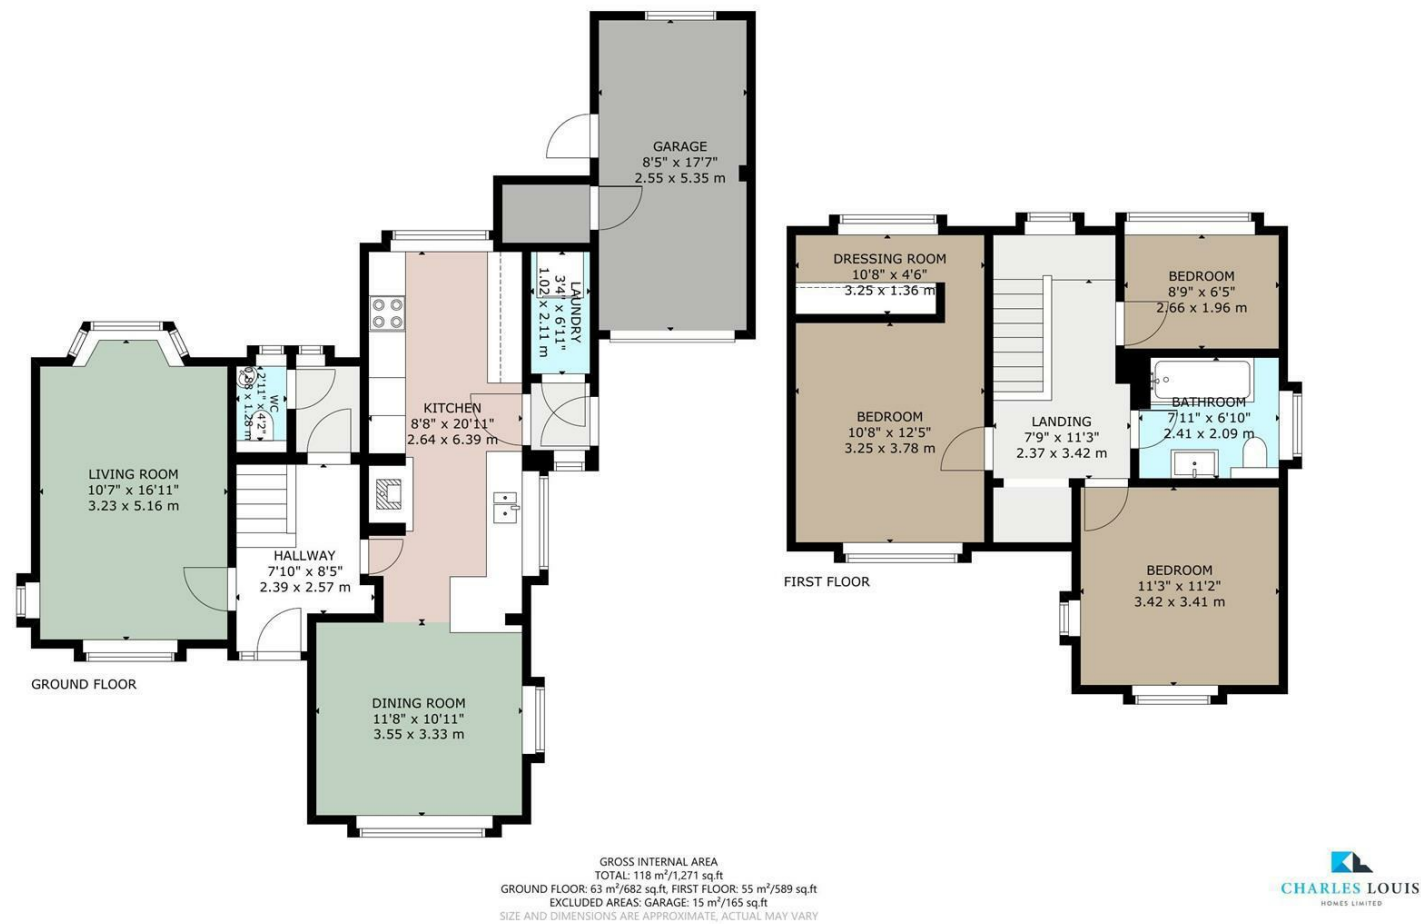 GARAGE
8'5" x 17'7"
2.55 x 5.35 m
LAUNDRY
3'4" x 6'11"
1.02 x 2.11 m
KITCHEN
8'8" x 20'11"
2.64 x 6.39 m
WC
2'11" x 4'2"
0.88 x 1.28 m
LIVING ROOM
10'7" x 16'11"
3.23 x 5.16 m
HALLWAY
7'10" x 8'5"
2.39 x 2.57 m
DINING ROOM
11'8" x 10'11"
3.55 x 3.33 m
GROUND FLOOR
DRESSING ROOM
10'8" x 4'6"
3.25 x 1.36 m
BEDROOM
8'9" x 6'5"
2.66 x 1.96 m
BEDROOM
10'8" x 12'5"
3.25 x 3.78 m
LANDING
7'9" x 11'3"
2.37 x 3.42 m
BATHROOM
7'11" x 6'10"
2.41 x 2.09 m
BEDROOM
11'3" x 11'2"
3.42 x 3.41 m
FIRST FLOOR
GROSS INTERNAL AREA
TOTAL: 118 m²/1,271 sq.ft
GROUND FLOOR: 63 m²/682 sq.ft, FIRST FLOOR: 55 m²/589 sq.ft
EXCLUDED AREAS: GARAGE: 15 m²/165 sq.ft
SIZE AND DIMENSIONS ARE APPROXIMATE, ACTUAL MAY VARY
CHARLES LOUIS
HOMES LIMITED